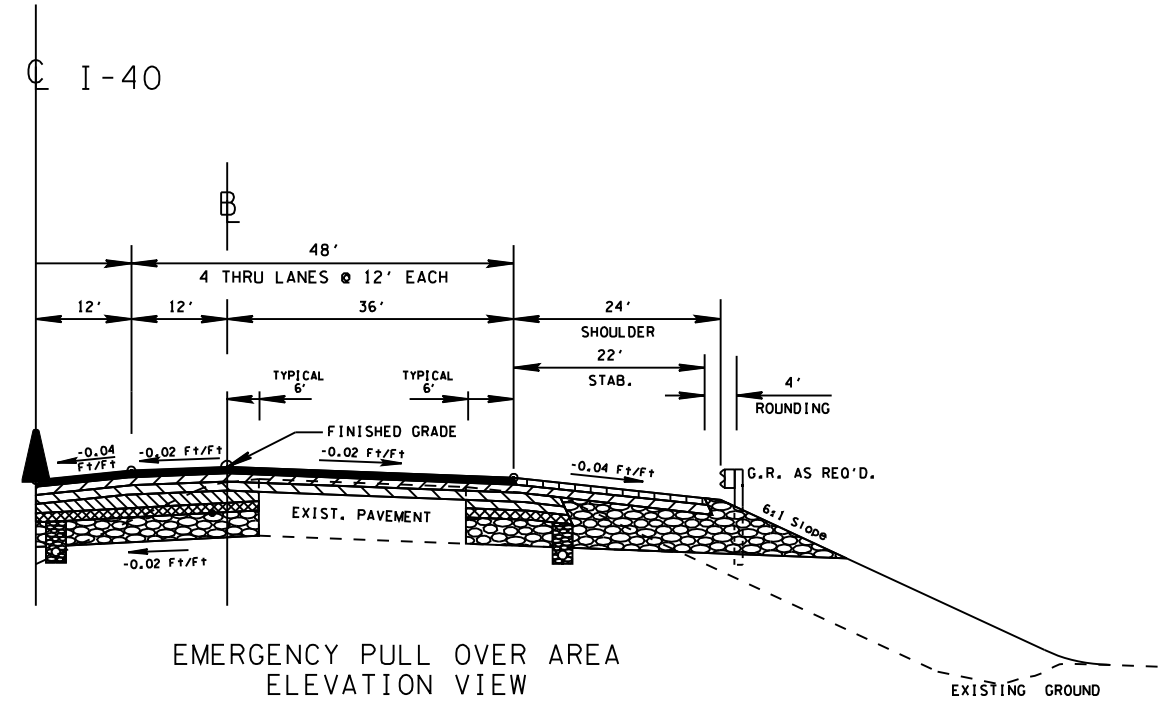 CL I-40
BL
48'
4 THRU LANES @ 12' EACH
12'
12'
36'
24'
SHOULDER
22'
STAB.
TYPICAL
6'
TYPICAL
6'
4'
ROUNDING
FINISHED GRADE
-0.04
Ft/Ft
-0.02 Ft/Ft
-0.02 Ft/Ft
-0.04 Ft/Ft
G.R. AS REQ'D.
6:1 Slope
EXIST. PAVEMENT
-0.02 Ft/Ft
EMERGENCY PULL OVER AREA
ELEVATION VIEW
EXISTING GROUND